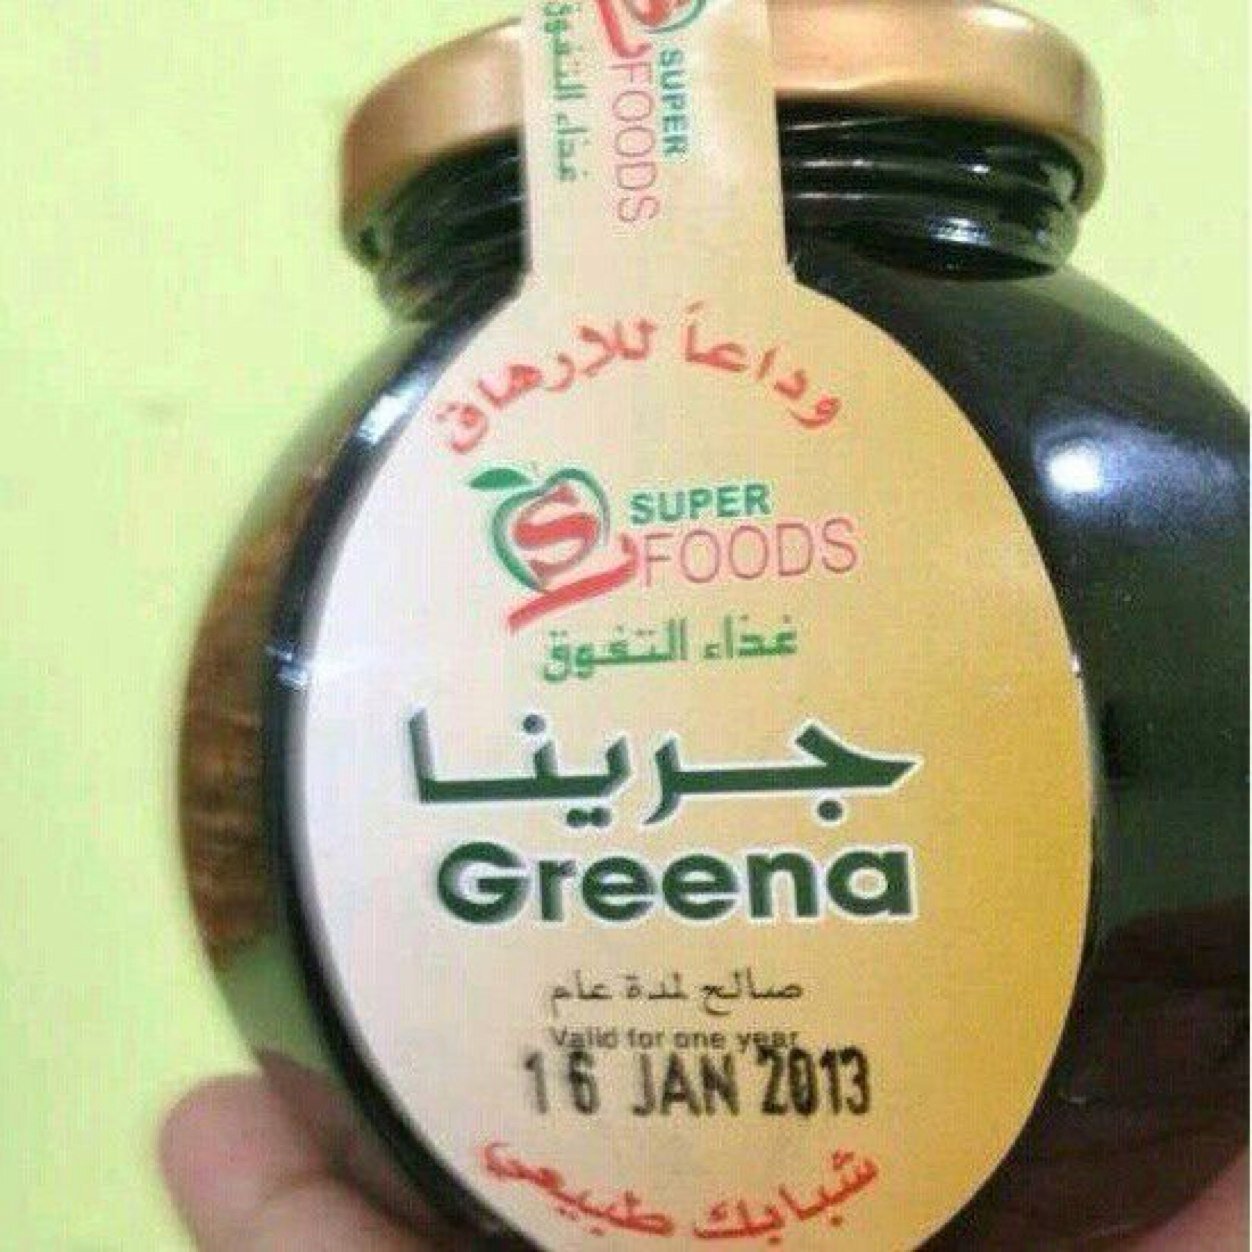 غذاء التفوق
SUPER
FOODS
وداعاً للارهاق
SUPER
FOODS
غذاء التفوق
جرينا
Greena
صالح لمدة عام
Valid for one year
16 JAN 2013
شبابك طبيعي